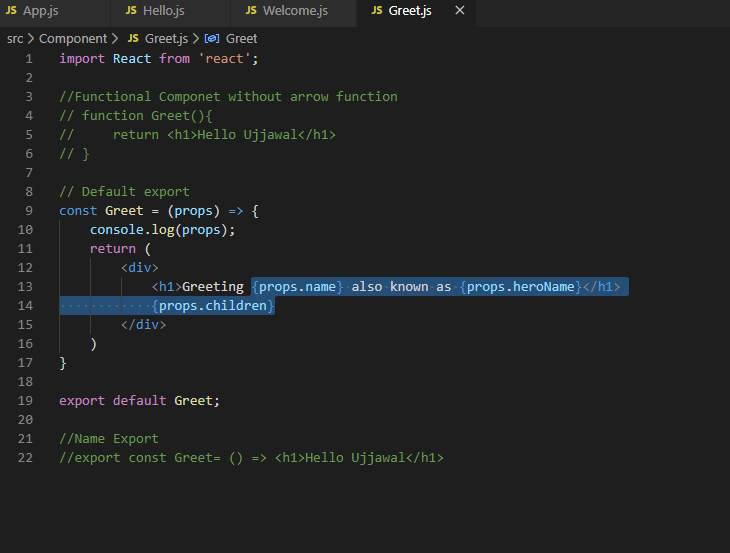 JS App.js JS Hello.js JS Welcome.js JS Greet.js ×
src > Component > JS Greet.js > Greet
1 import React from 'react';
2
3 //Functional Componet without arrow function
4 // function Greet(){
5 //     return <h1>Hello Ujjawal</h1>
6 // }
7
8 // Default export
9 const Greet = (props) => {
10     console.log(props);
11     return (
12         <div>
13             <h1>Greeting {props.name} also known as {props.heroName}</h1>
14             {props.children}
15         </div>
16     )
17 }
18
19 export default Greet;
20
21 //Name Export
22 //export const Greet= () => <h1>Hello Ujjawal</h1>